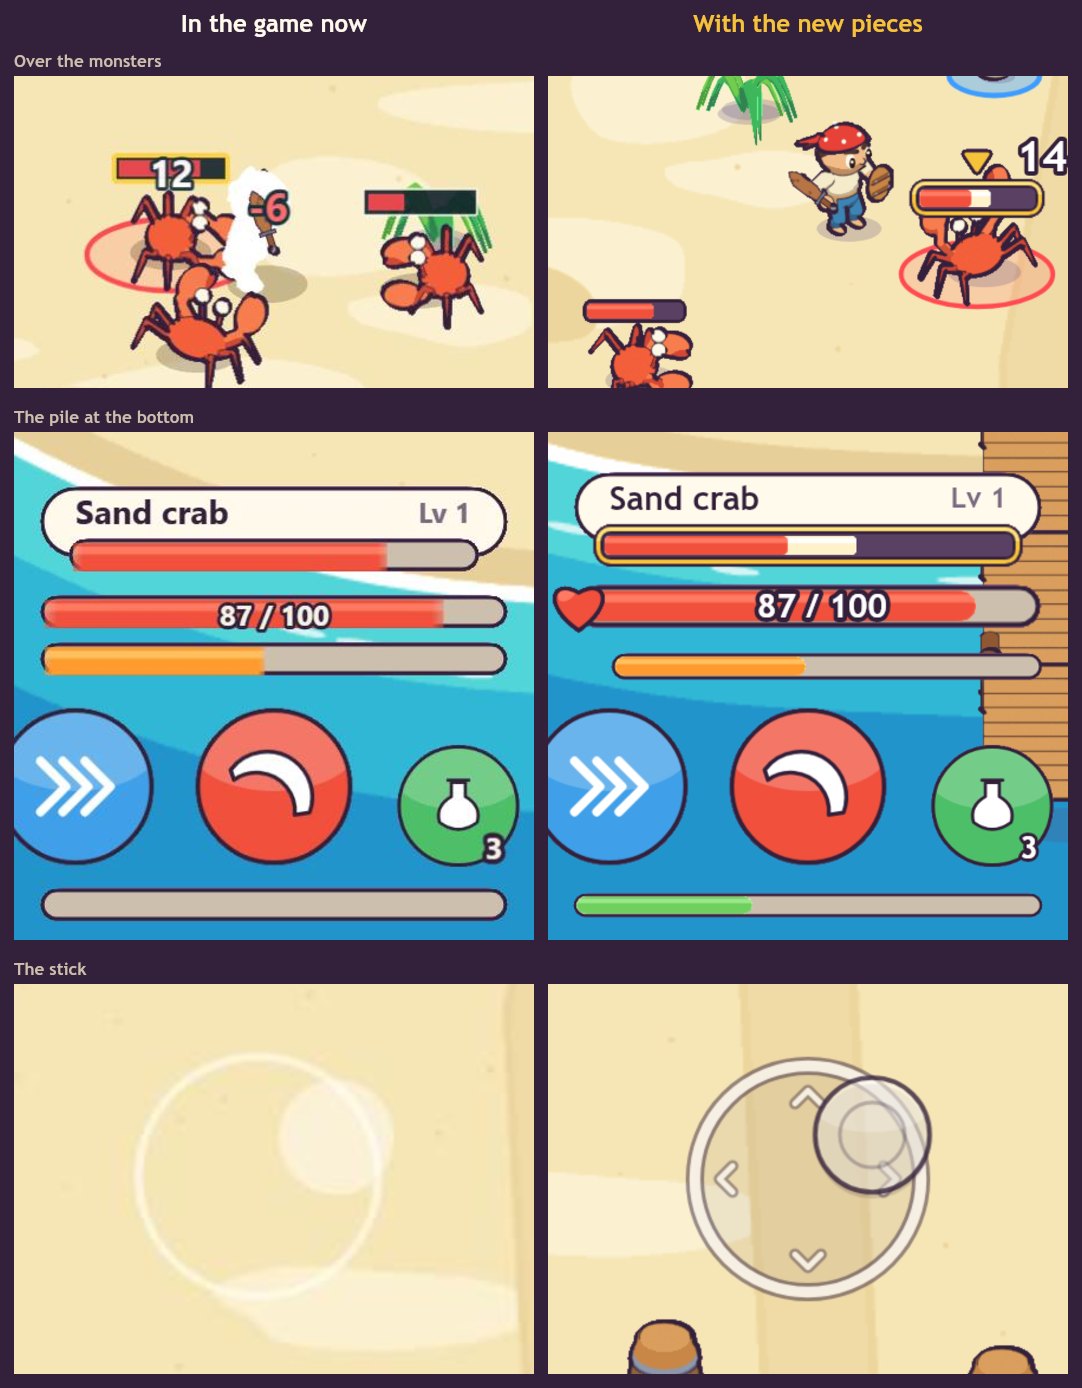 In the game now
With the new pieces
Over the monsters
12
-6
14
The pile at the bottom
Sand crab Lv 1
87 / 100
3
Sand crab Lv 1
87 / 100
3
The stick